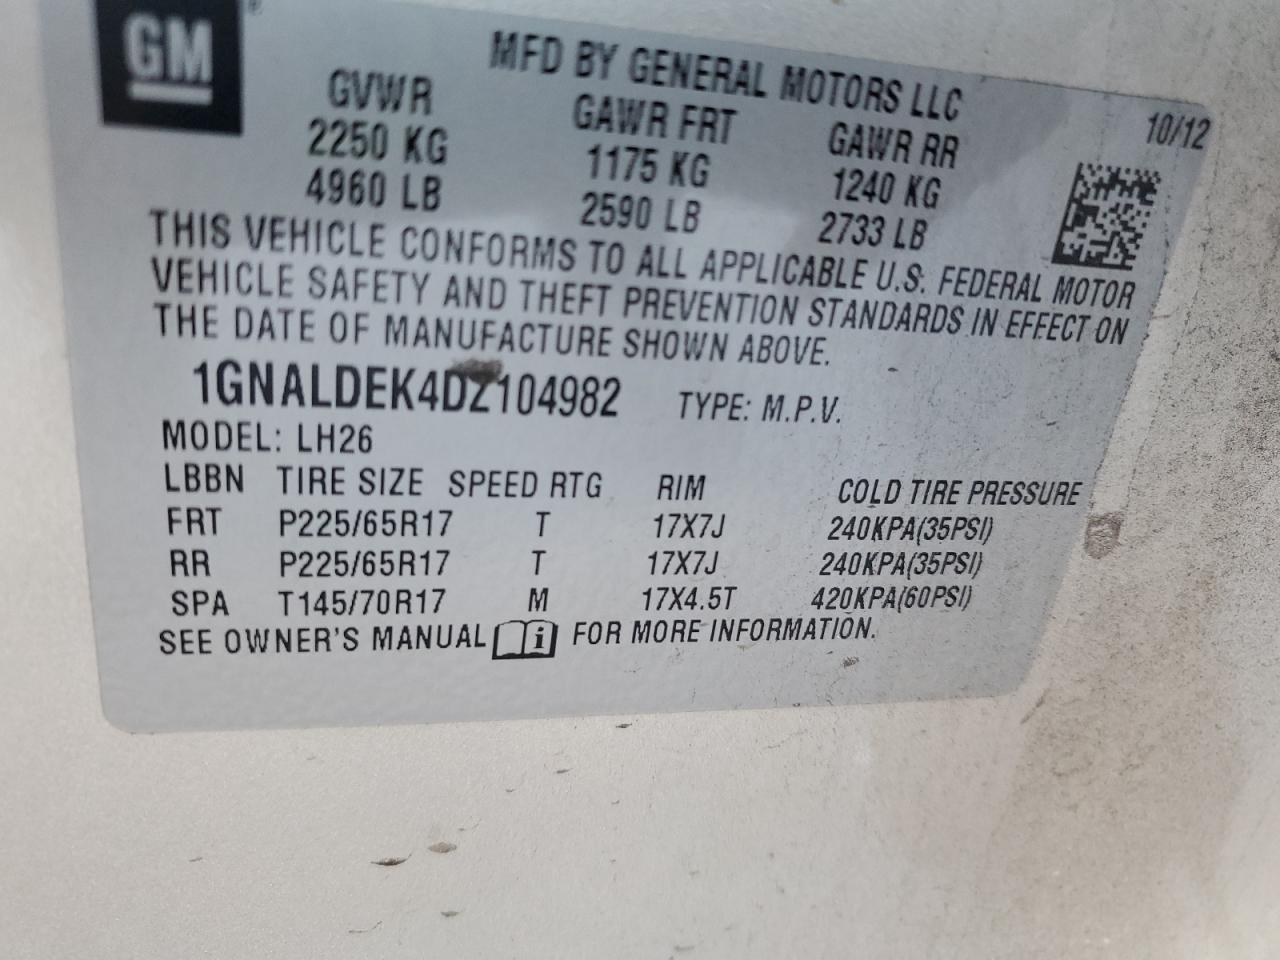 GM
MFD BY GENERAL MOTORS LLC
10/12
GVWR GAWR FRT GAWR RR
2250 KG 1175 KG 1240 KG
4960 LB 2590 LB 2733 LB
THIS VEHICLE CONFORMS TO ALL APPLICABLE U.S. FEDERAL MOTOR
VEHICLE SAFETY AND THEFT PREVENTION STANDARDS IN EFFECT ON
THE DATE OF MANUFACTURE SHOWN ABOVE.
1GNALDEK4DZ104982 TYPE: M.P.V.
MODEL: LH26
LBBN TIRE SIZE SPEED RTG RIM COLD TIRE PRESSURE
FRT P225/65R17 T 17X7J 240KPA(35PSI)
RR P225/65R17 T 17X7J 240KPA(35PSI)
SPA T145/70R17 M 17X4.5T 420KPA(60PSI)
SEE OWNER'S MANUAL i FOR MORE INFORMATION.